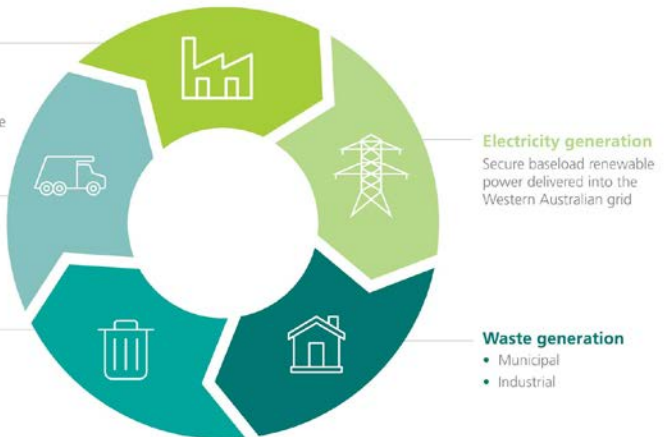 e
Electricity generation
Secure baseload renewable
power delivered into the
Western Australian grid
Waste generation
• Municipal
• Industrial